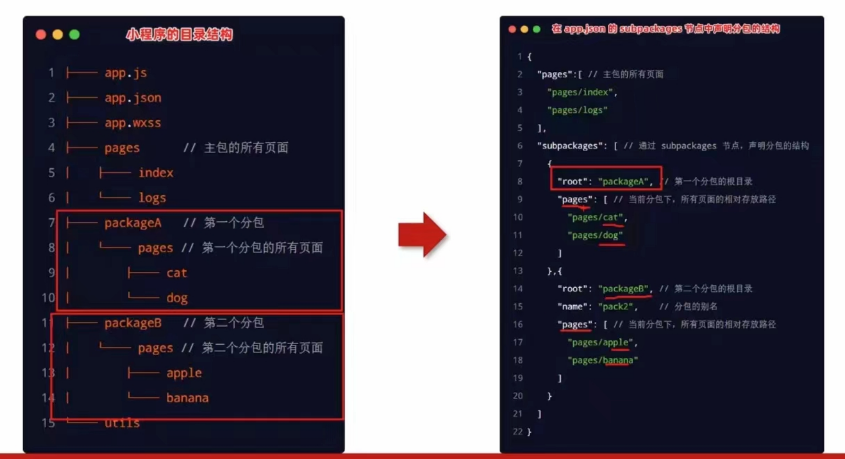 小程序的目录结构
1 ├── app.js
2 ├── app.json
3 ├── app.wxss
4 ├── pages // 主包的所有页面
5 │ ├── index
6 │ └── logs
7 ├── packageA // 第一个分包
8 │ └── pages // 第一个分包的所有页面
9 │ ├── cat
10 │ └── dog
11 ├── packageB // 第二个分包
12 │ └── pages // 第二个分包的所有页面
13 │ ├── apple
14 │ └── banana
15 └── utils
在 app.json 的 subpackages 节点中声明分包的结构
1 {
2 "pages":[ // 主包的所有页面
3 "pages/index",
4 "pages/logs"
5 ],
6 "subpackages": [ // 通过 subpackages 节点，声明分包的结构
7 {
8 "root": "packageA", // 第一个分包的根目录
9 "pages": [ // 当前分包下，所有页面的相对存放路径
10 "pages/cat",
11 "pages/dog"
12 ]
13 },{
14 "root": "packageB", // 第二个分包的根目录
15 "name": "pack2", // 分包的别名
16 "pages": [ // 当前分包下，所有页面的相对存放路径
17 "pages/apple",
18 "pages/banana"
19 ]
20 }
21 ]
22 }